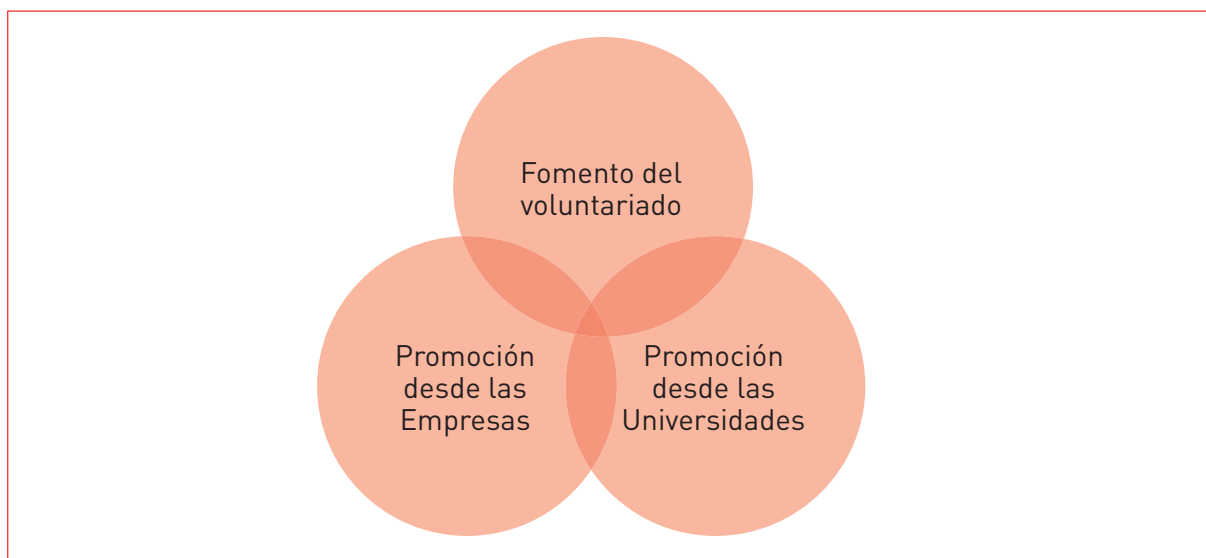 Fomento del
voluntariado
Promoción
desde las
Empresas
Promoción
desde las
Universidades